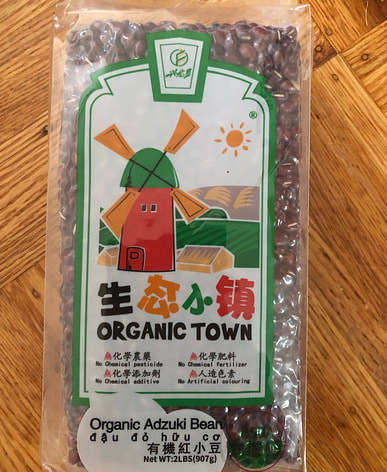 ®
生态小镇
ORGANIC TOWN
無化學農藥
No Chemical pesticide
無化學肥料
No Chemical fertilizer
無化學添加劑
No Chemical additive
無人造色素
No Artificial colouring
Organic Adzuki Bean
đậu đỏ hữu cơ
有機紅小豆
Net WT:2LBS(907g)